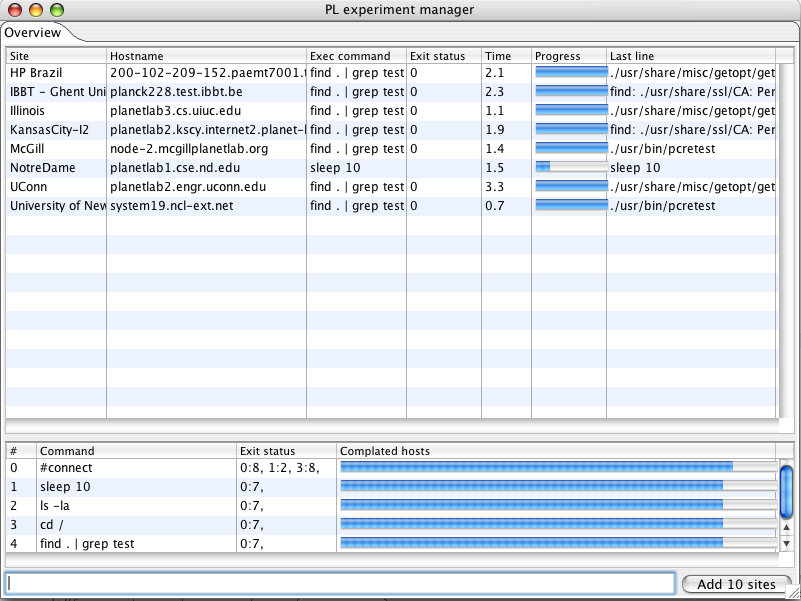 PL experiment manager
Overview
Site Hostname Exec command Exit status Time Progress Last line
HP Brazil 200-102-209-152.paemt7001. find . | grep test 0 2.1 ./usr/share/misc/getopt/get
IBBT - Ghent Uni planck228.test.ibbt.be find . | grep test 0 2.3 find: ./usr/share/ssl/CA: Per
Illinois planetlab3.cs.uiuc.edu find . | grep test 0 1.1 ./usr/share/misc/getopt/get
KansasCity-I2 planetlab2.kscy.internet2.planet-l find . | grep test 0 1.9 find: ./usr/share/ssl/CA: Per
McGill node-2.mcgillplanetlab.org find . | grep test 0 1.4 ./usr/bin/pcretest
NotreDame planetlab1.cse.nd.edu sleep 10 1.5 sleep 10
UConn planetlab2.engr.uconn.edu find . | grep test 0 3.3 ./usr/share/misc/getopt/get
University of New system19.ncl-ext.net find . | grep test 0 0.7 ./usr/bin/pcretest
# Command Exit status Complated hosts
0 #connect 0:8, 1:2, 3:8,
1 sleep 10 0:7,
2 ls -la 0:7,
3 cd / 0:7,
4 find . | grep test 0:7,
Add 10 sites